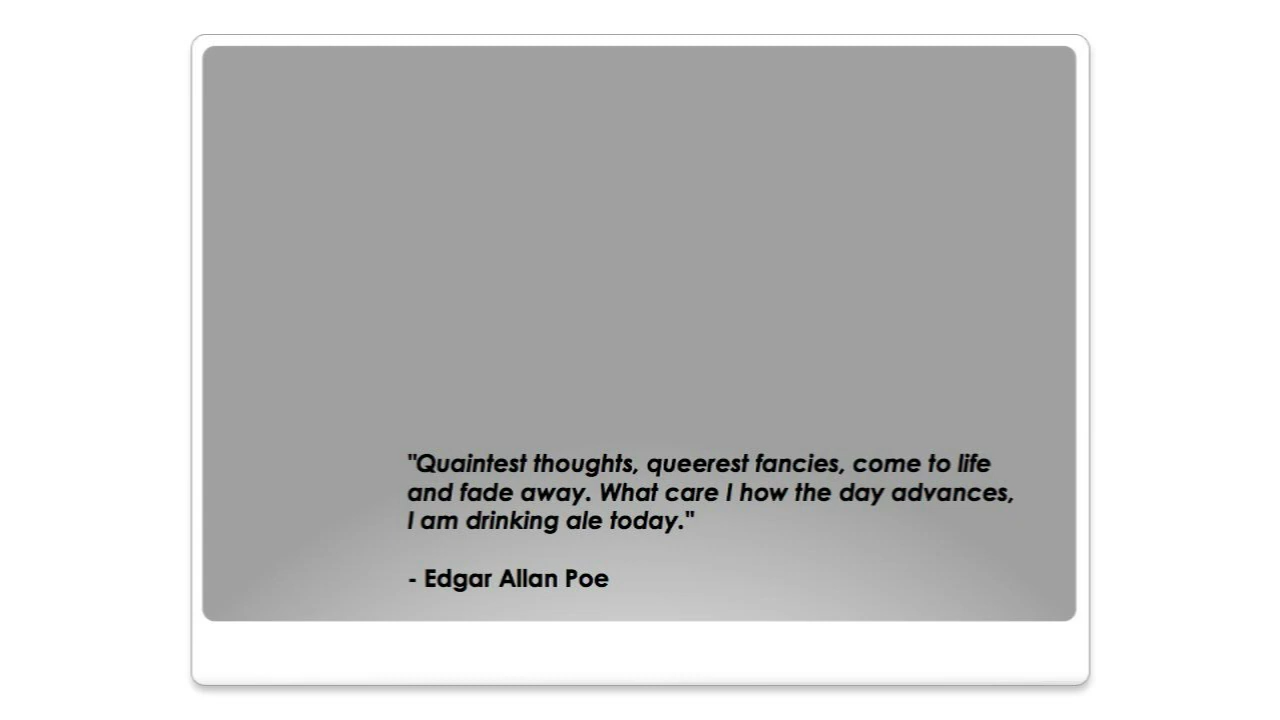 "Quaintest thoughts, queerest fancies, come to life
and fade away. What care I how the day advances,
I am drinking ale today."
- Edgar Allan Poe